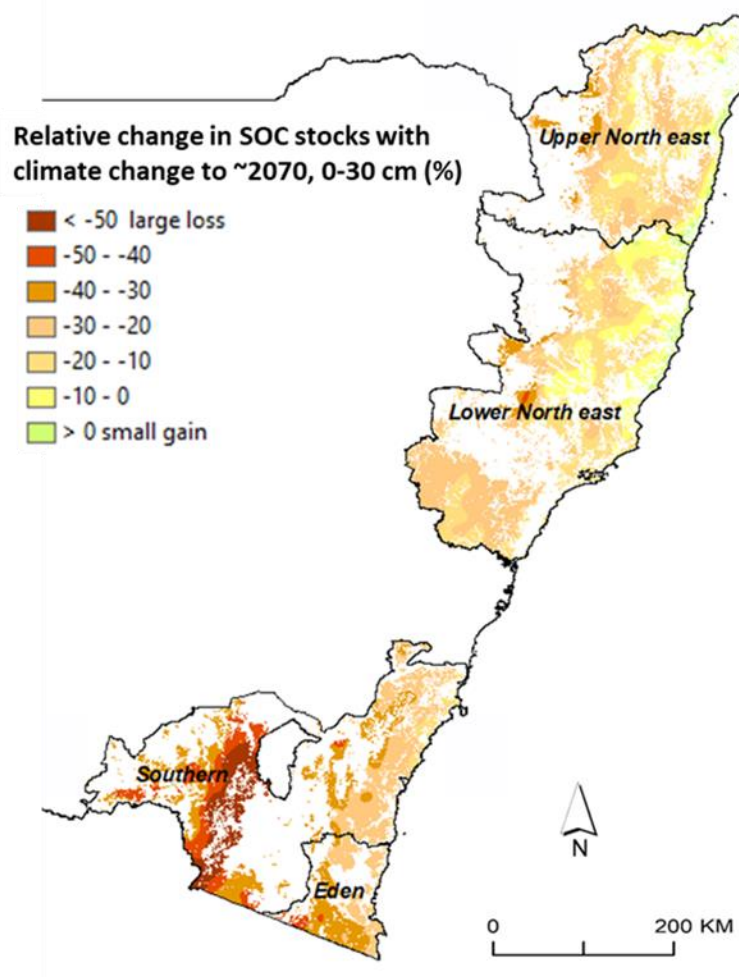 Relative change in SOC stocks with
climate change to ~2070, 0-30 cm (%)
< -50 large loss
-50 - -40
-40 - -30
-30 - -20
-20 - -10
-10 - 0
> 0 small gain
Upper North east
Lower North east
Southern
Eden
N
0 200 KM